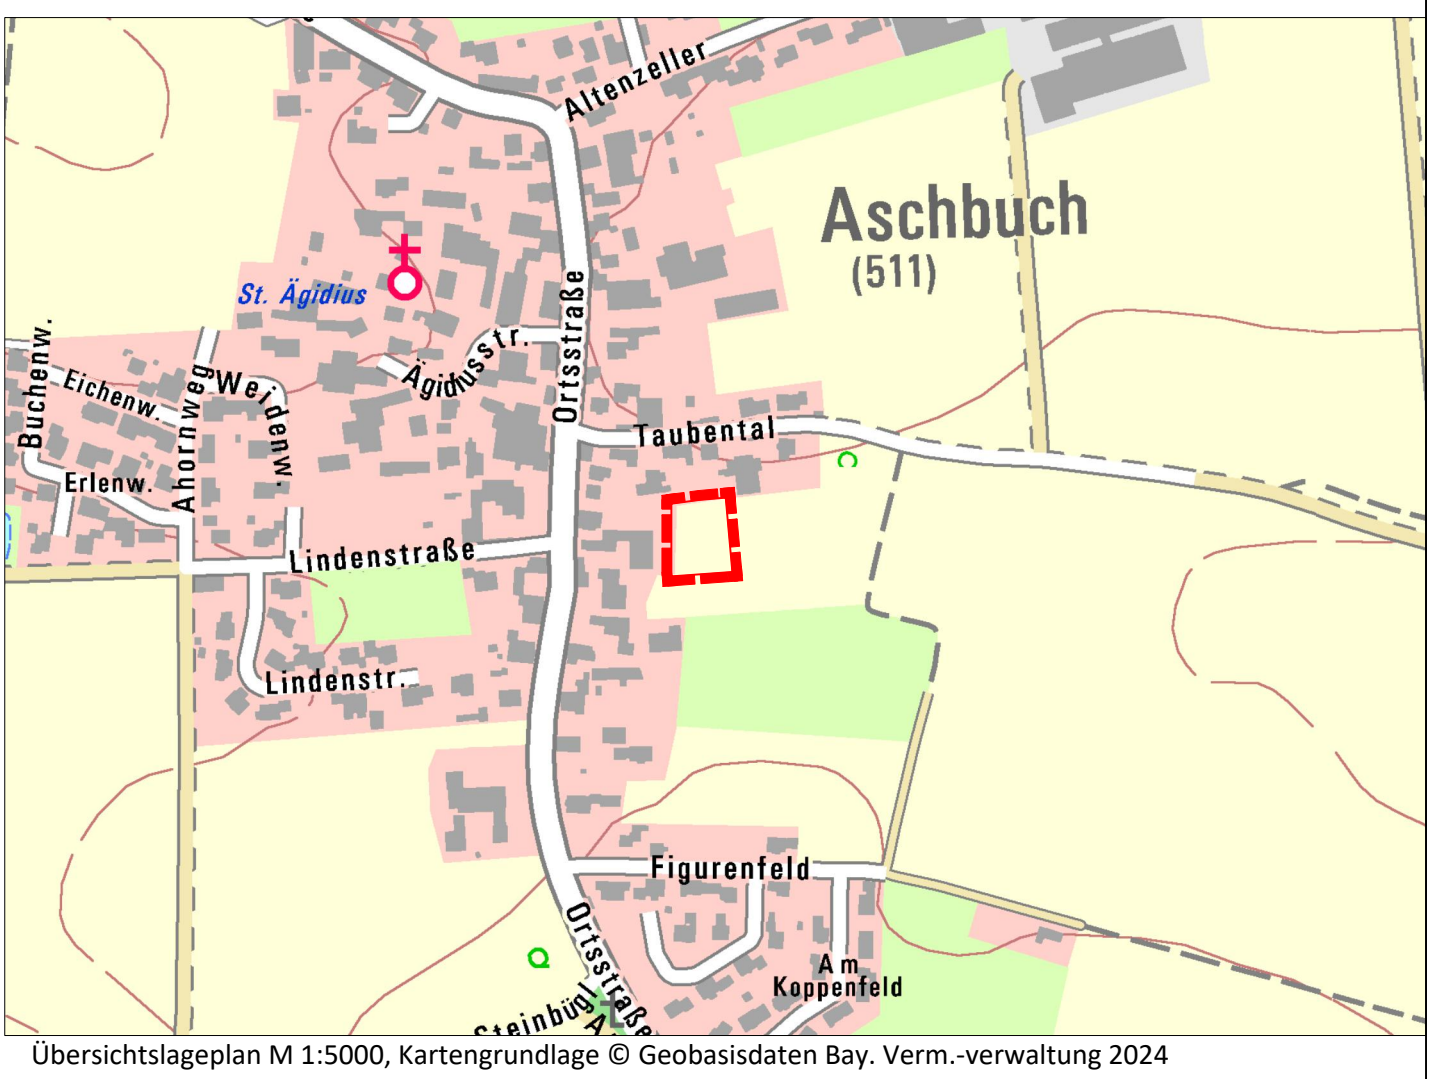 Altenzeller
Aschbuch
(511)
St. Ägidius
Ortsstraße
Ägidiusstr.
Buchenw.
Eichenw.
Ahornweg
Weidenw.
Erlenw.
Taubental
Lindenstraße
Lindenstr.
Figurenfeld
Ortsstraße
Am
Koppenfeld
Übersichtslageplan M 1:5000, Kartengrundlage © Geobasisdaten Bay. Verm.-verwaltung 2024